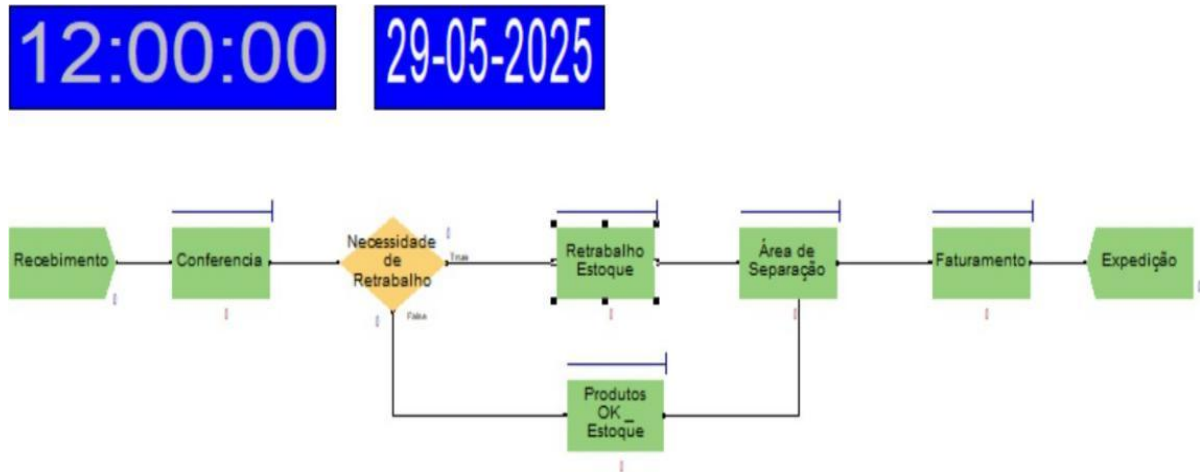 12:00:00
29-05-2025
Recebimento
Conferencia
Necessidade
de
Retrabalho
True
False
Retrabalho
Estoque
Área de
Separação
Faturamento
Expedição
Produtos
OK _
Estoque